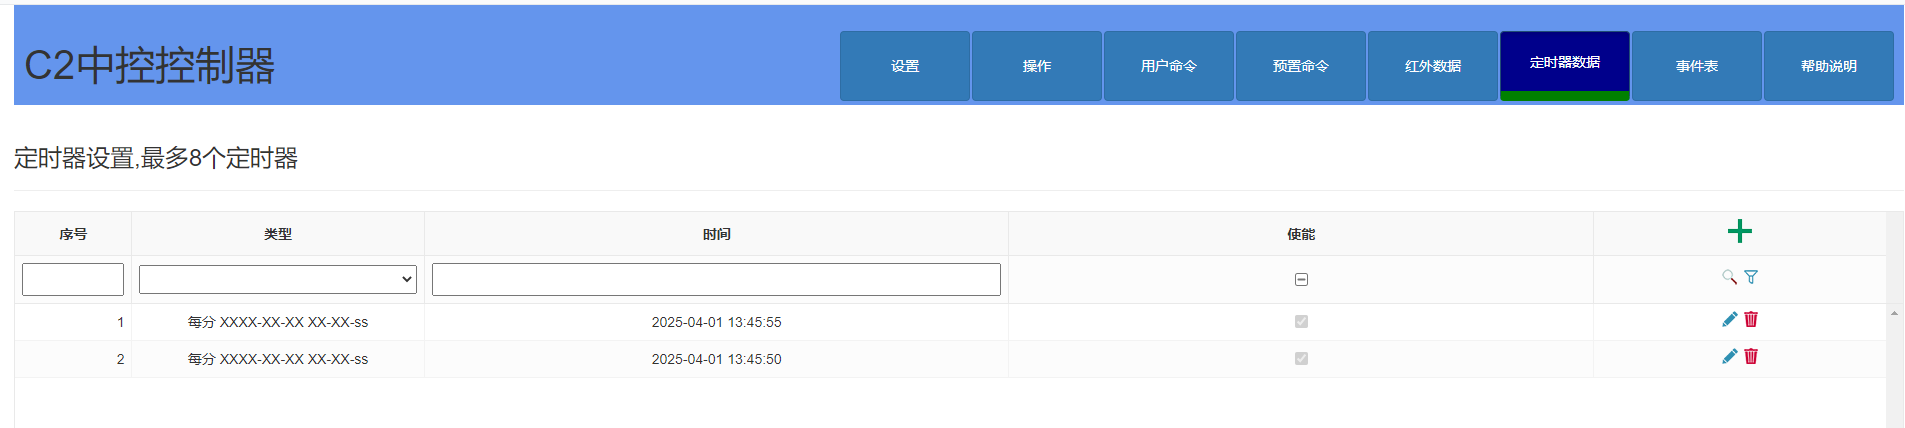 C2中控控制器
设置 操作 用户命令 预置命令 红外数据 定时器数据 事件表 帮助说明
定时器设置,最多8个定时器
序号 类型 时间 使能
1 每分 XXXX-XX-XX XX-XX-ss 2025-04-01 13:45:55
2 每分 XXXX-XX-XX XX-XX-ss 2025-04-01 13:45:50